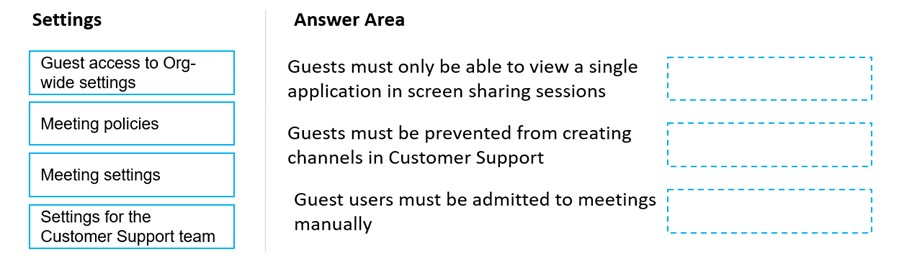 Settings
Answer Area
Guest access to Org-
wide settings
Meeting policies
Meeting settings
Settings for the
Customer Support team
Guests must only be able to view a single
application in screen sharing sessions
Guests must be prevented from creating
channels in Customer Support
Guest users must be admitted to meetings
manually